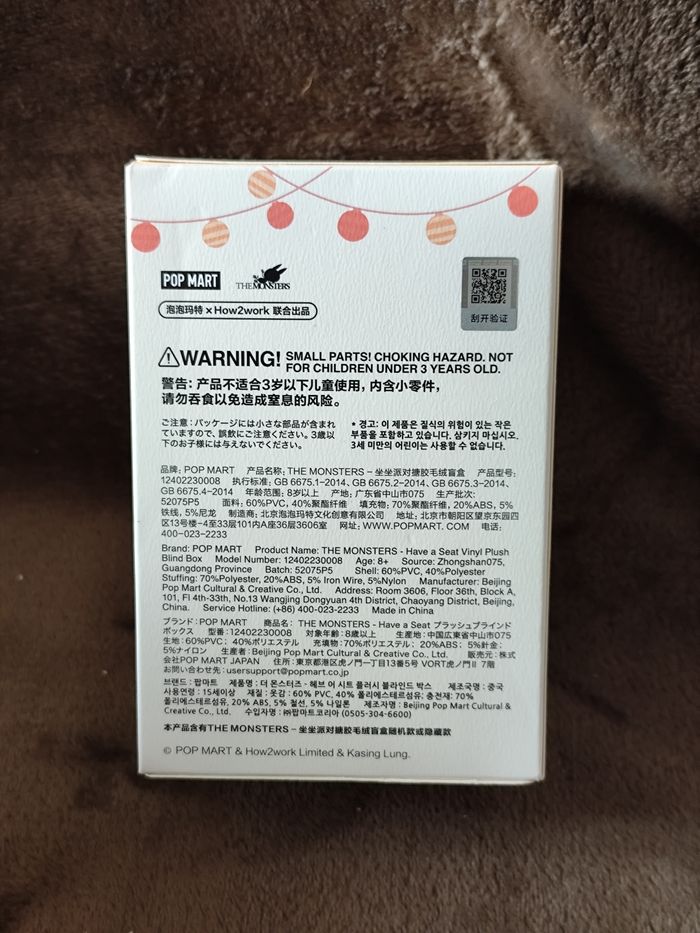 POP MART THE MONSTERS
泡泡玛特 × How2work 联合出品
刮开验证
WARNING! SMALL PARTS! CHOKING HAZARD. NOT
FOR CHILDREN UNDER 3 YEARS OLD.
警告: 产品不适合3岁以下儿童使用，内含小零件，
请勿吞食以免造成窒息的风险。
ご注意：パッケージには小さな部品が含まれ
ていますので、誤飲にご注意ください。3歳以
下のお子様には与えないでください。
* 경고: 이 제품은 질식의 위험이 있는 작은
부품을 포함하고 있습니다. 삼키지 마십시오.
3세 미만의 어린이는 사용할 수 없습니다.
品牌: POP MART 产品名称: THE MONSTERS – 坐坐派对搪胶毛绒盲盒 产品型号:
12402230008 执行标准: GB 6675.1–2014、GB 6675.2–2014、GB 6675.3–2014、
GB 6675.4–2014 年龄范围: 8岁以上 产地: 广东省中山市075 生产批次:
52075P5 面料: 60%PVC, 40%聚酯纤维 填充物: 70%聚酯纤维, 20%ABS, 5%
铁线, 5%尼龙 制造商: 北京泡泡玛特文化创意有限公司 地址: 北京市朝阳区望京东园四
区13号楼–4至33层101内A座36层3606室 网址: WWW.POPMART.COM 电话:
400–023–2233
Brand: POP MART Product Name: THE MONSTERS - Have a Seat Vinyl Plush
Blind Box Model Number: 12402230008 Age: 8+ Source: Zhongshan075,
Guangdong Province Batch: 52075P5 Shell: 60%PVC, 40%Polyester
Stuffing: 70%Polyester, 20%ABS, 5% Iron Wire, 5%Nylon Manufacturer: Beijing
Pop Mart Cultural & Creative Co., Ltd. Address: Room 3606, Floor 36th, Block A,
101, Fl 4th-33th, No.13 Wangjing Dongyuan 4th District, Chaoyang District, Beijing,
China. Service Hotline: (+86) 400-023-2233 Made in China
ブランド: POP MART 商品名: THE MONSTERS - Have a Seat プラッシュブラインド
ボックス 型番: 12402230008 対象年齢: 8歳以上 生産地: 中国広東省中山市075
生地: 60%PVC; 40%ポリエステル 充填物: 70%ポリエステル; 20%ABS; 5%針金;
5%ナイロン 生産者: Beijing Pop Mart Cultural & Creative Co., Ltd. 販売元: 株式
会社POP MART JAPAN 住所: 東京都港区虎ノ門一丁目13番5号 VORT虎ノ門II 7階
お問い合わせ先: usersupport@popmart.co.jp
브랜드: 팝마트 제품명: 더 몬스터즈 - 헤브 어 시트 플러시 블라인드 박스 제조국명: 중국
사용연령: 15세이상 재질: 겉감: 60% PVC, 40% 폴리에스테르섬유: 충전재: 70%
폴리에스테르섬유, 20% ABS, 5% 철선, 5% 나일론 제조자명: Beijing Pop Mart Cultural &
Creative Co., Ltd. 수입자명: ㈜팝마트코리아 (0505-304-6600)
本产品含有THE MONSTERS – 坐坐派对搪胶毛绒盲盒随机款或隐藏款
© POP MART & How2work Limited & Kasing Lung.